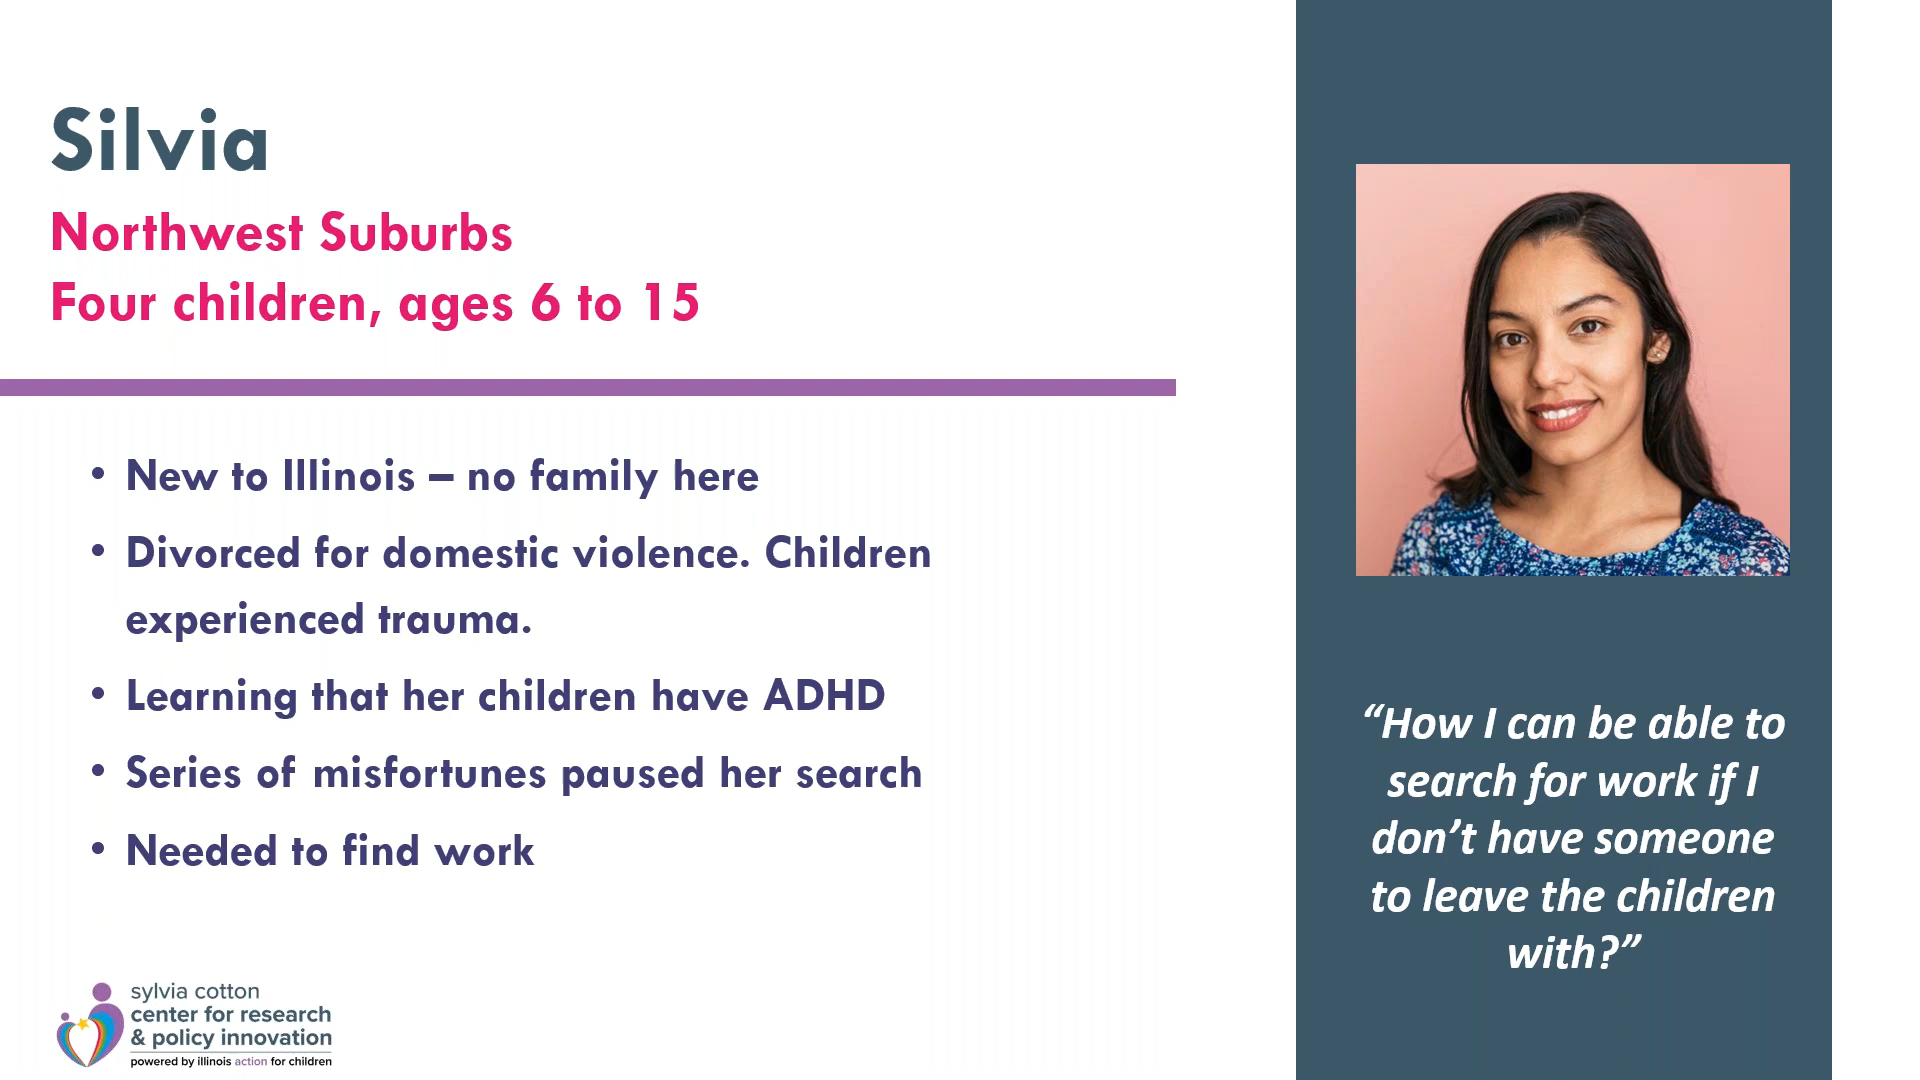 Silvia
Northwest Suburbs
Four children, ages 6 to 15
• New to Illinois – no family here
• Divorced for domestic violence. Children
experienced trauma.
• Learning that her children have ADHD
• Series of misfortunes paused her search
• Needed to find work
“How I can be able to
search for work if I
don’t have someone
to leave the children
with?”
sylvia cotton
center for research
& policy innovation
powered by illinois action for children